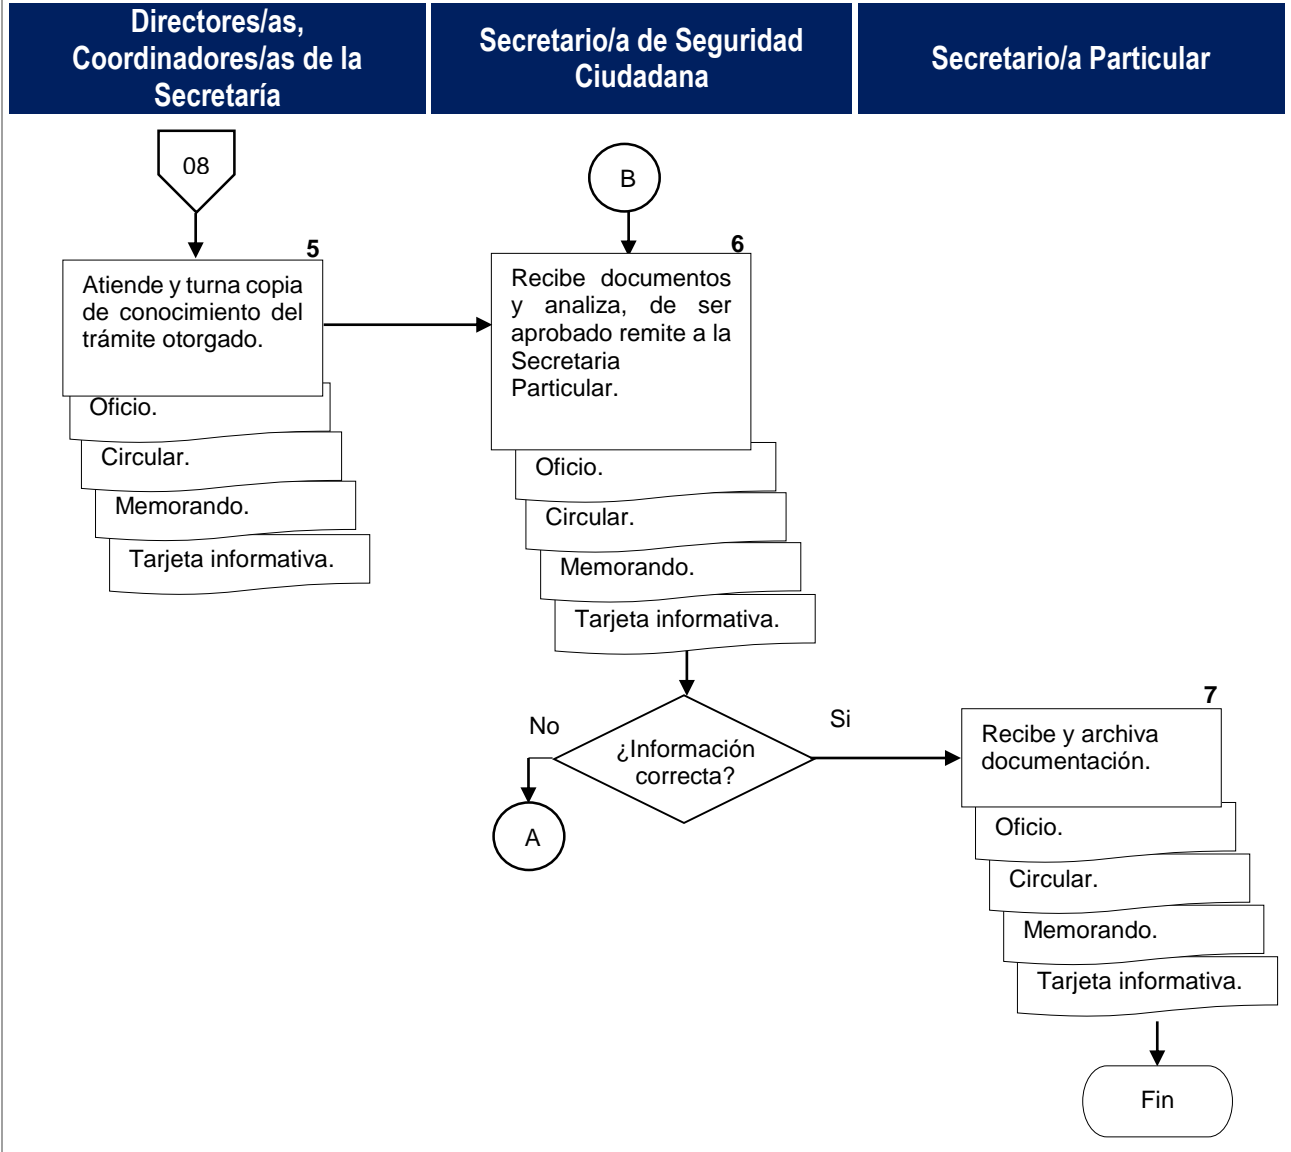 Directores/as,
Coordinadores/as de la
Secretaría
Secretario/a de Seguridad
Ciudadana
Secretario/a Particular
08
B
5
Atiende y turna copia
de conocimiento del
trámite otorgado.
Oficio.
Circular.
Memorando.
Tarjeta informativa.
6
Recibe documentos
y analiza, de ser
aprobado remite a la
Secretaria
Particular.
Oficio.
Circular.
Memorando.
Tarjeta informativa.
No
¿Información
correcta?
Si
A
7
Recibe y archiva
documentación.
Oficio.
Circular.
Memorando.
Tarjeta informativa.
Fin